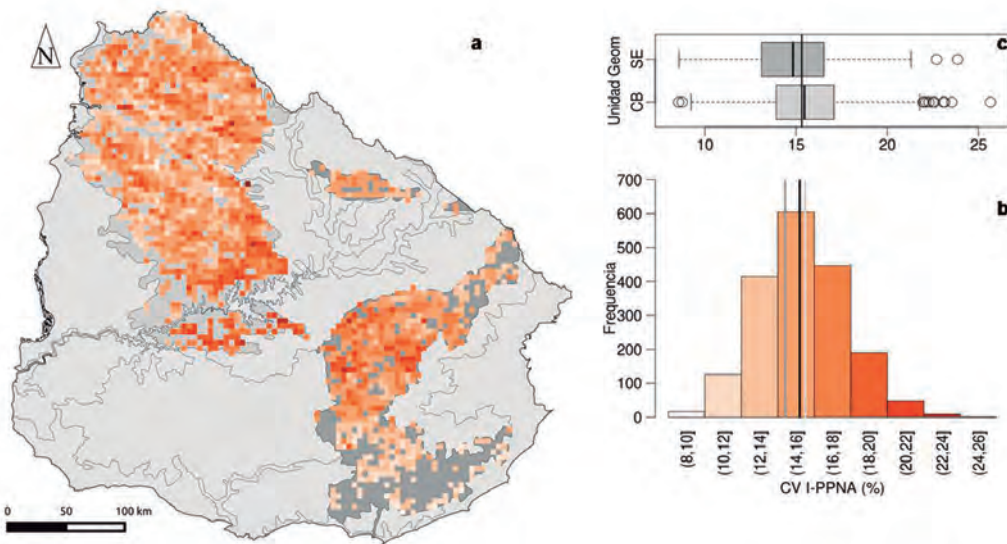 N
a
0 50 100 km
c
Unidad Geom
SE
CB
10 15 20 25
b
Frequencia
700
600
500
400
300
200
100
0
(8,10]
(10,12]
(12,14]
(14,16]
(16,18]
(18,20]
(20,22]
(22,24]
(24,26]
CV I-PPNA (%)